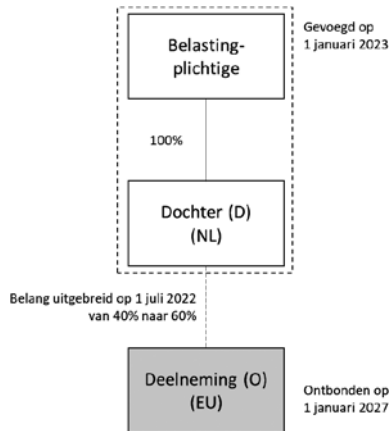 Gevoegd op
1 januari 2023
Belasting-
plichtige
100%
Dochter (D)
(NL)
Belang uitgebreid op 1 juli 2022
van 40% naar 60%
Deelneming (O)
(EU)
Ontbonden op
1 januari 2027